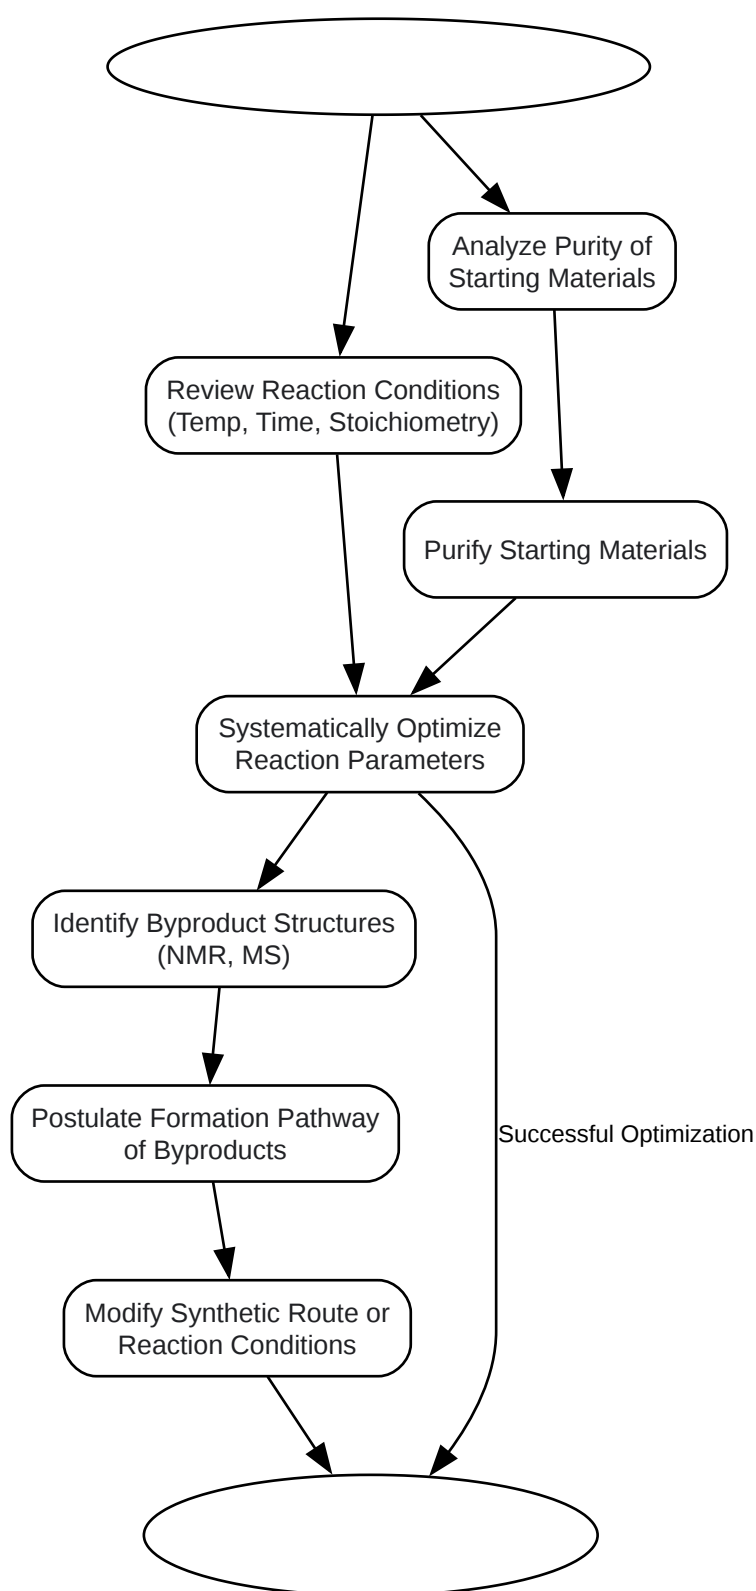 Analyze Purity of
Starting Materials
Review Reaction Conditions
(Temp, Time, Stoichiometry)
Purify Starting Materials
Systematically Optimize
Reaction Parameters
Identify Byproduct Structures
(NMR, MS)
Postulate Formation Pathway
of Byproducts
Successful Optimization
Modify Synthetic Route or
Reaction Conditions